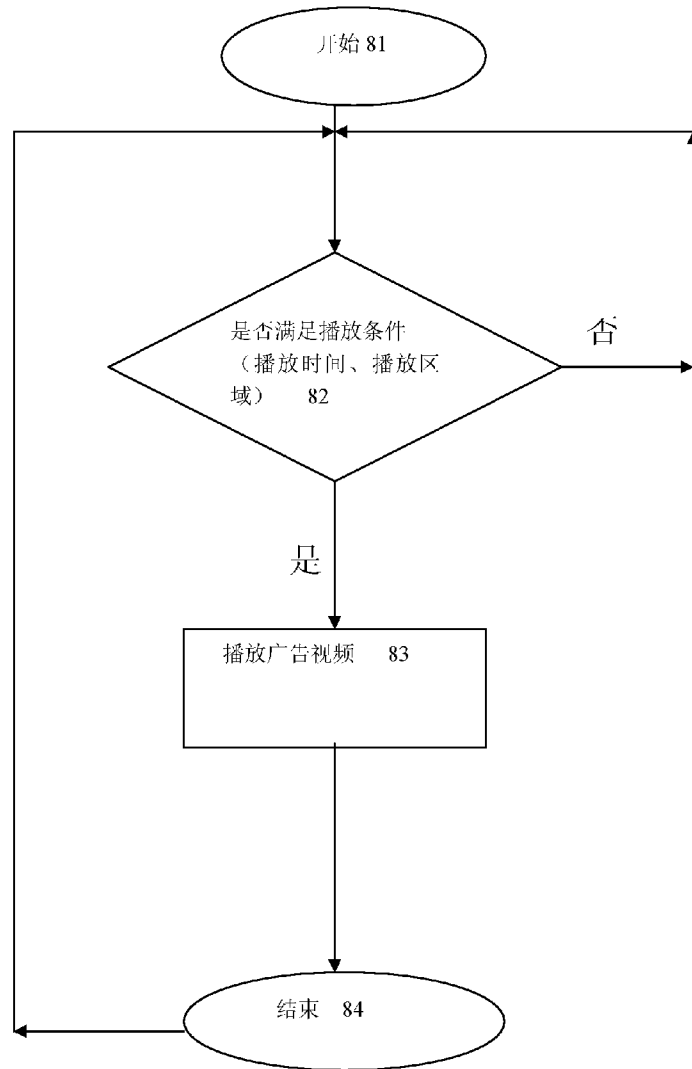 开始 81
是否满足播放条件
（播放时间、播放区
域） 82
否
是
播放广告视频 83
结束 84